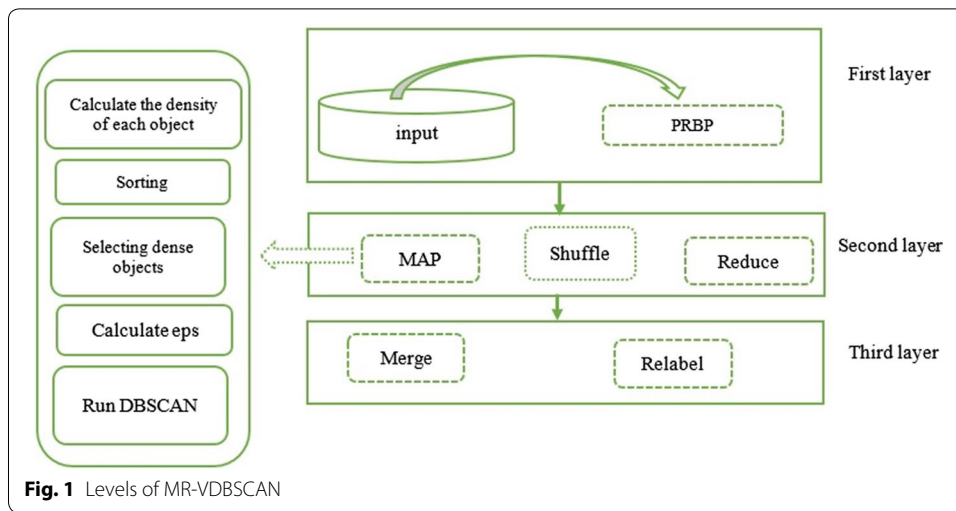 Calculate the density
of each object
Sorting
Selecting dense
objects
Calculate eps
Run DBSCAN
First layer
input
PRBP
Second layer
MAP
Shuffle
Reduce
Third layer
Merge
Relabel
Fig. 1 Levels of MR-VDBSCAN